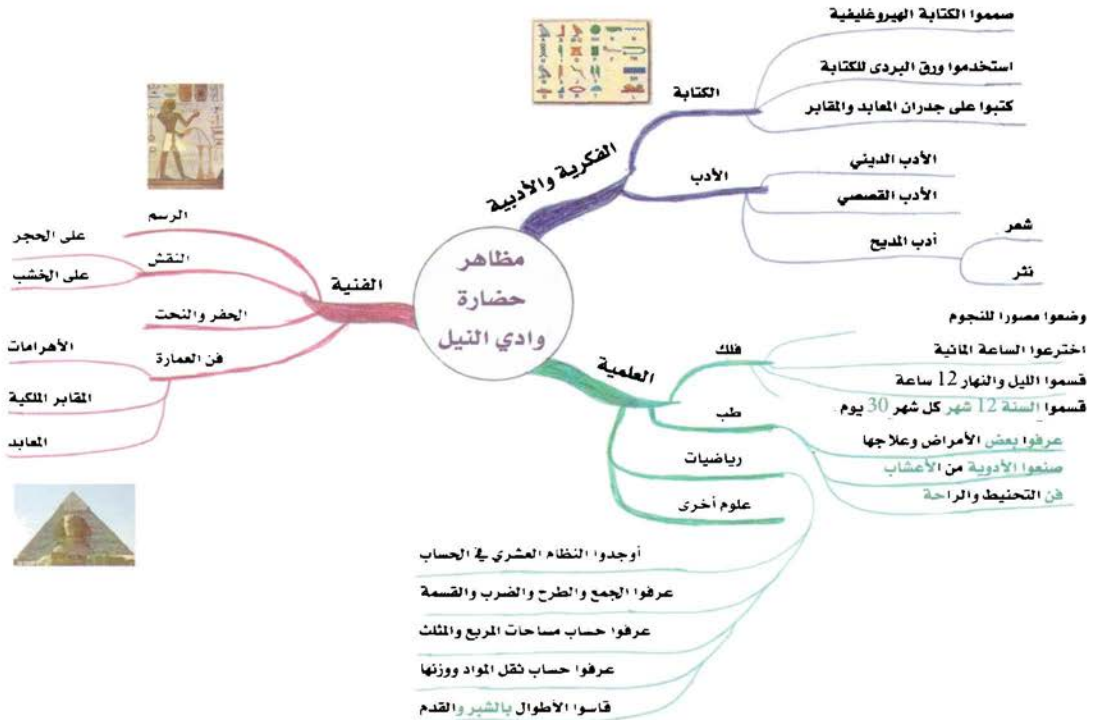 مظاهر
حضارة
وادي النيل
الفكرية والأدبية
الكتابة
صمموا الكتابة الهيروغليفية
استخدموا ورق البردى للكتابة
كتبوا على جدران المعابد والمقابر
الأدب
الأدب الديني
الأدب القصصي
أدب المديح
شعر
نثر
العلمية
فلك
وضعوا مصورا للنجوم
اخترعوا الساعة المائية
قسموا الليل والنهار 12 ساعة
قسموا السنة 12 شهر كل شهر 30 يوم
طب
عرفوا بعض الأمراض وعلاجها
صنعوا الأدوية من الأعشاب
فن التحنيط والراحة
رياضيات
علوم أخرى
أوجدوا النظام العشري في الحساب
عرفوا الجمع والطرح والضرب والقسمة
عرفوا حساب مساحات المربع والمثلث
عرفوا حساب ثقل المواد ووزنها
قاسوا الأطوال بالشبر والقدم
الفنية
الرسم
النقش
على الحجر
على الخشب
الحفر والنحت
فن العمارة
الأهرامات
المقابر الملكية
المعابد